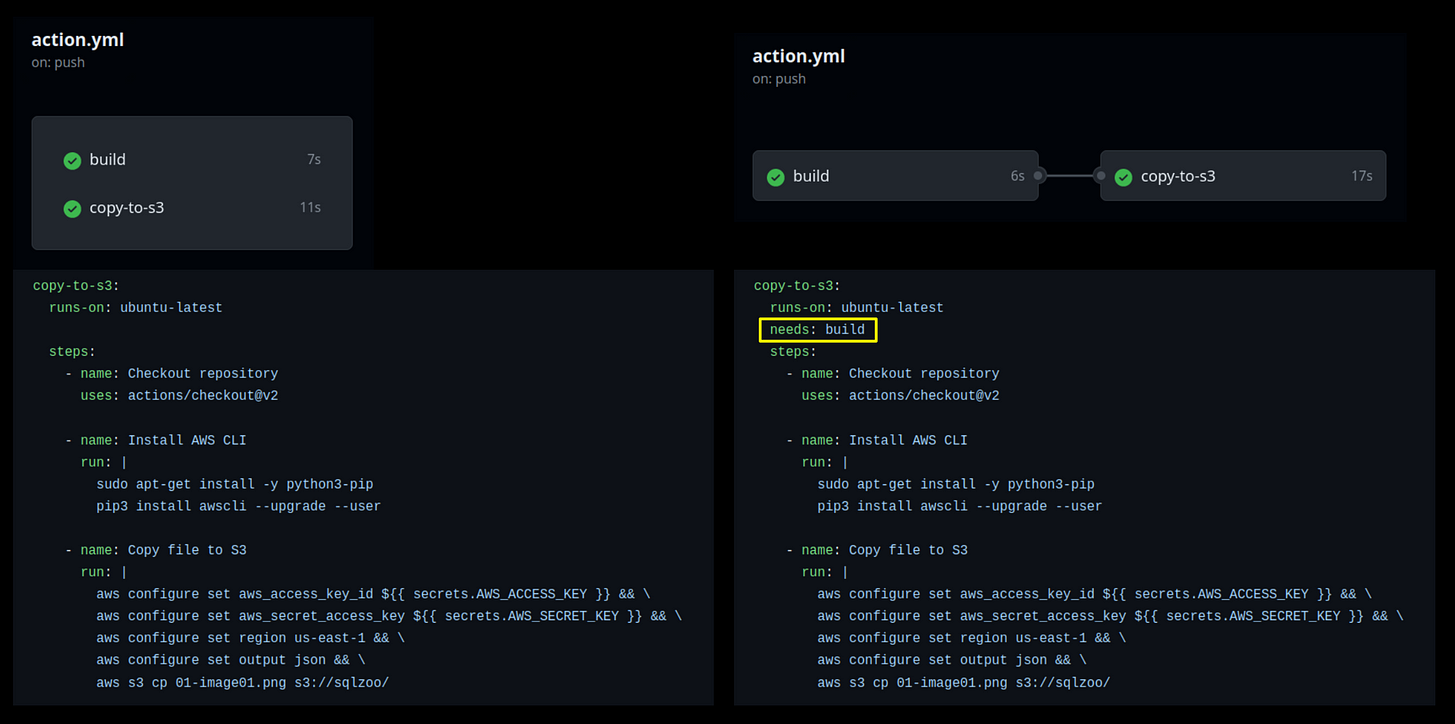 action.yml
on: push
build
7s
copy-to-s3
11s
copy-to-s3:
runs-on: ubuntu-latest
steps:
- name: Checkout repository
uses: actions/checkout@v2
- name: Install AWS CLI
run: |
sudo apt-get install -y python3-pip
pip3 install awscli --upgrade --user
- name: Copy file to S3
run: |
aws configure set aws_access_key_id ${{ secrets.AWS_ACCESS_KEY }} && \
aws configure set aws_secret_access_key ${{ secrets.AWS_SECRET_KEY }} && \
aws configure set region us-east-1 && \
aws configure set output json && \
aws s3 cp 01-image01.png s3://sqlzoo/
action.yml
on: push
build
6s
copy-to-s3
17s
copy-to-s3:
runs-on: ubuntu-latest
needs: build
steps:
- name: Checkout repository
uses: actions/checkout@v2
- name: Install AWS CLI
run: |
sudo apt-get install -y python3-pip
pip3 install awscli --upgrade --user
- name: Copy file to S3
run: |
aws configure set aws_access_key_id ${{ secrets.AWS_ACCESS_KEY }} && \
aws configure set aws_secret_access_key ${{ secrets.AWS_SECRET_KEY }} && \
aws configure set region us-east-1 && \
aws configure set output json && \
aws s3 cp 01-image01.png s3://sqlzoo/